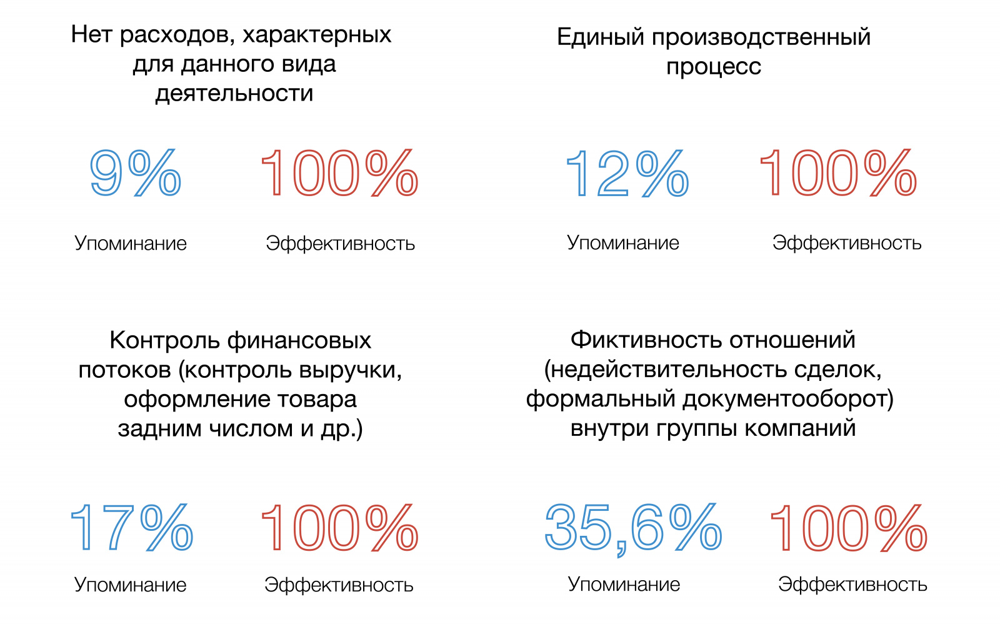 Нет расходов, характерных
для данного вида
деятельности
9%
100%
Упоминание
Эффективность
Единый производственный
процесс
12%
100%
Упоминание
Эффективность
Контроль финансовых
потоков (контроль выручки,
оформление товара
задним числом и др.)
17%
100%
Упоминание
Эффективность
Фиктивность отношений
(недействительность сделок,
формальный документооборот)
внутри группы компаний
35,6%
100%
Упоминание
Эффективность